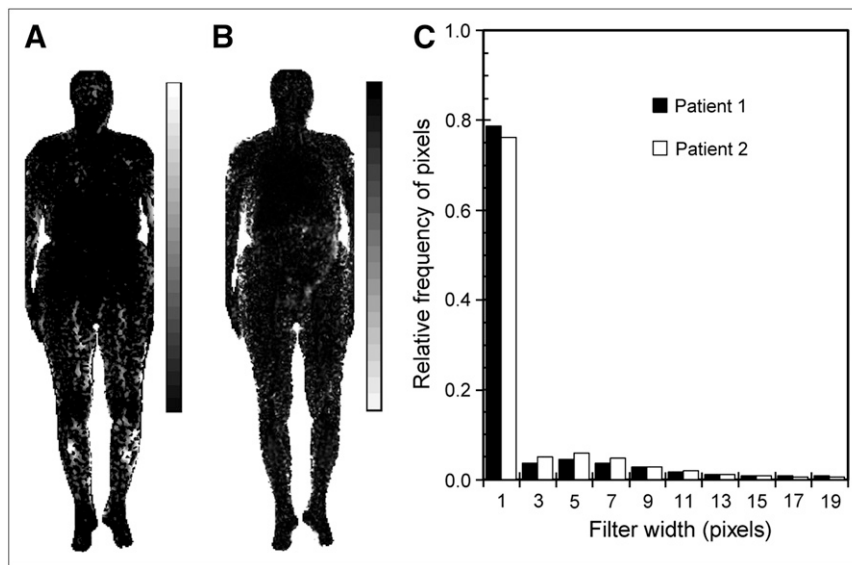 A
B
C
1.0
0.8
0.6
0.4
0.2
0.0
Relative frequency of pixels
Patient 1
Patient 2
1 3 5 7 9 11 13 15 17 19
Filter width (pixels)